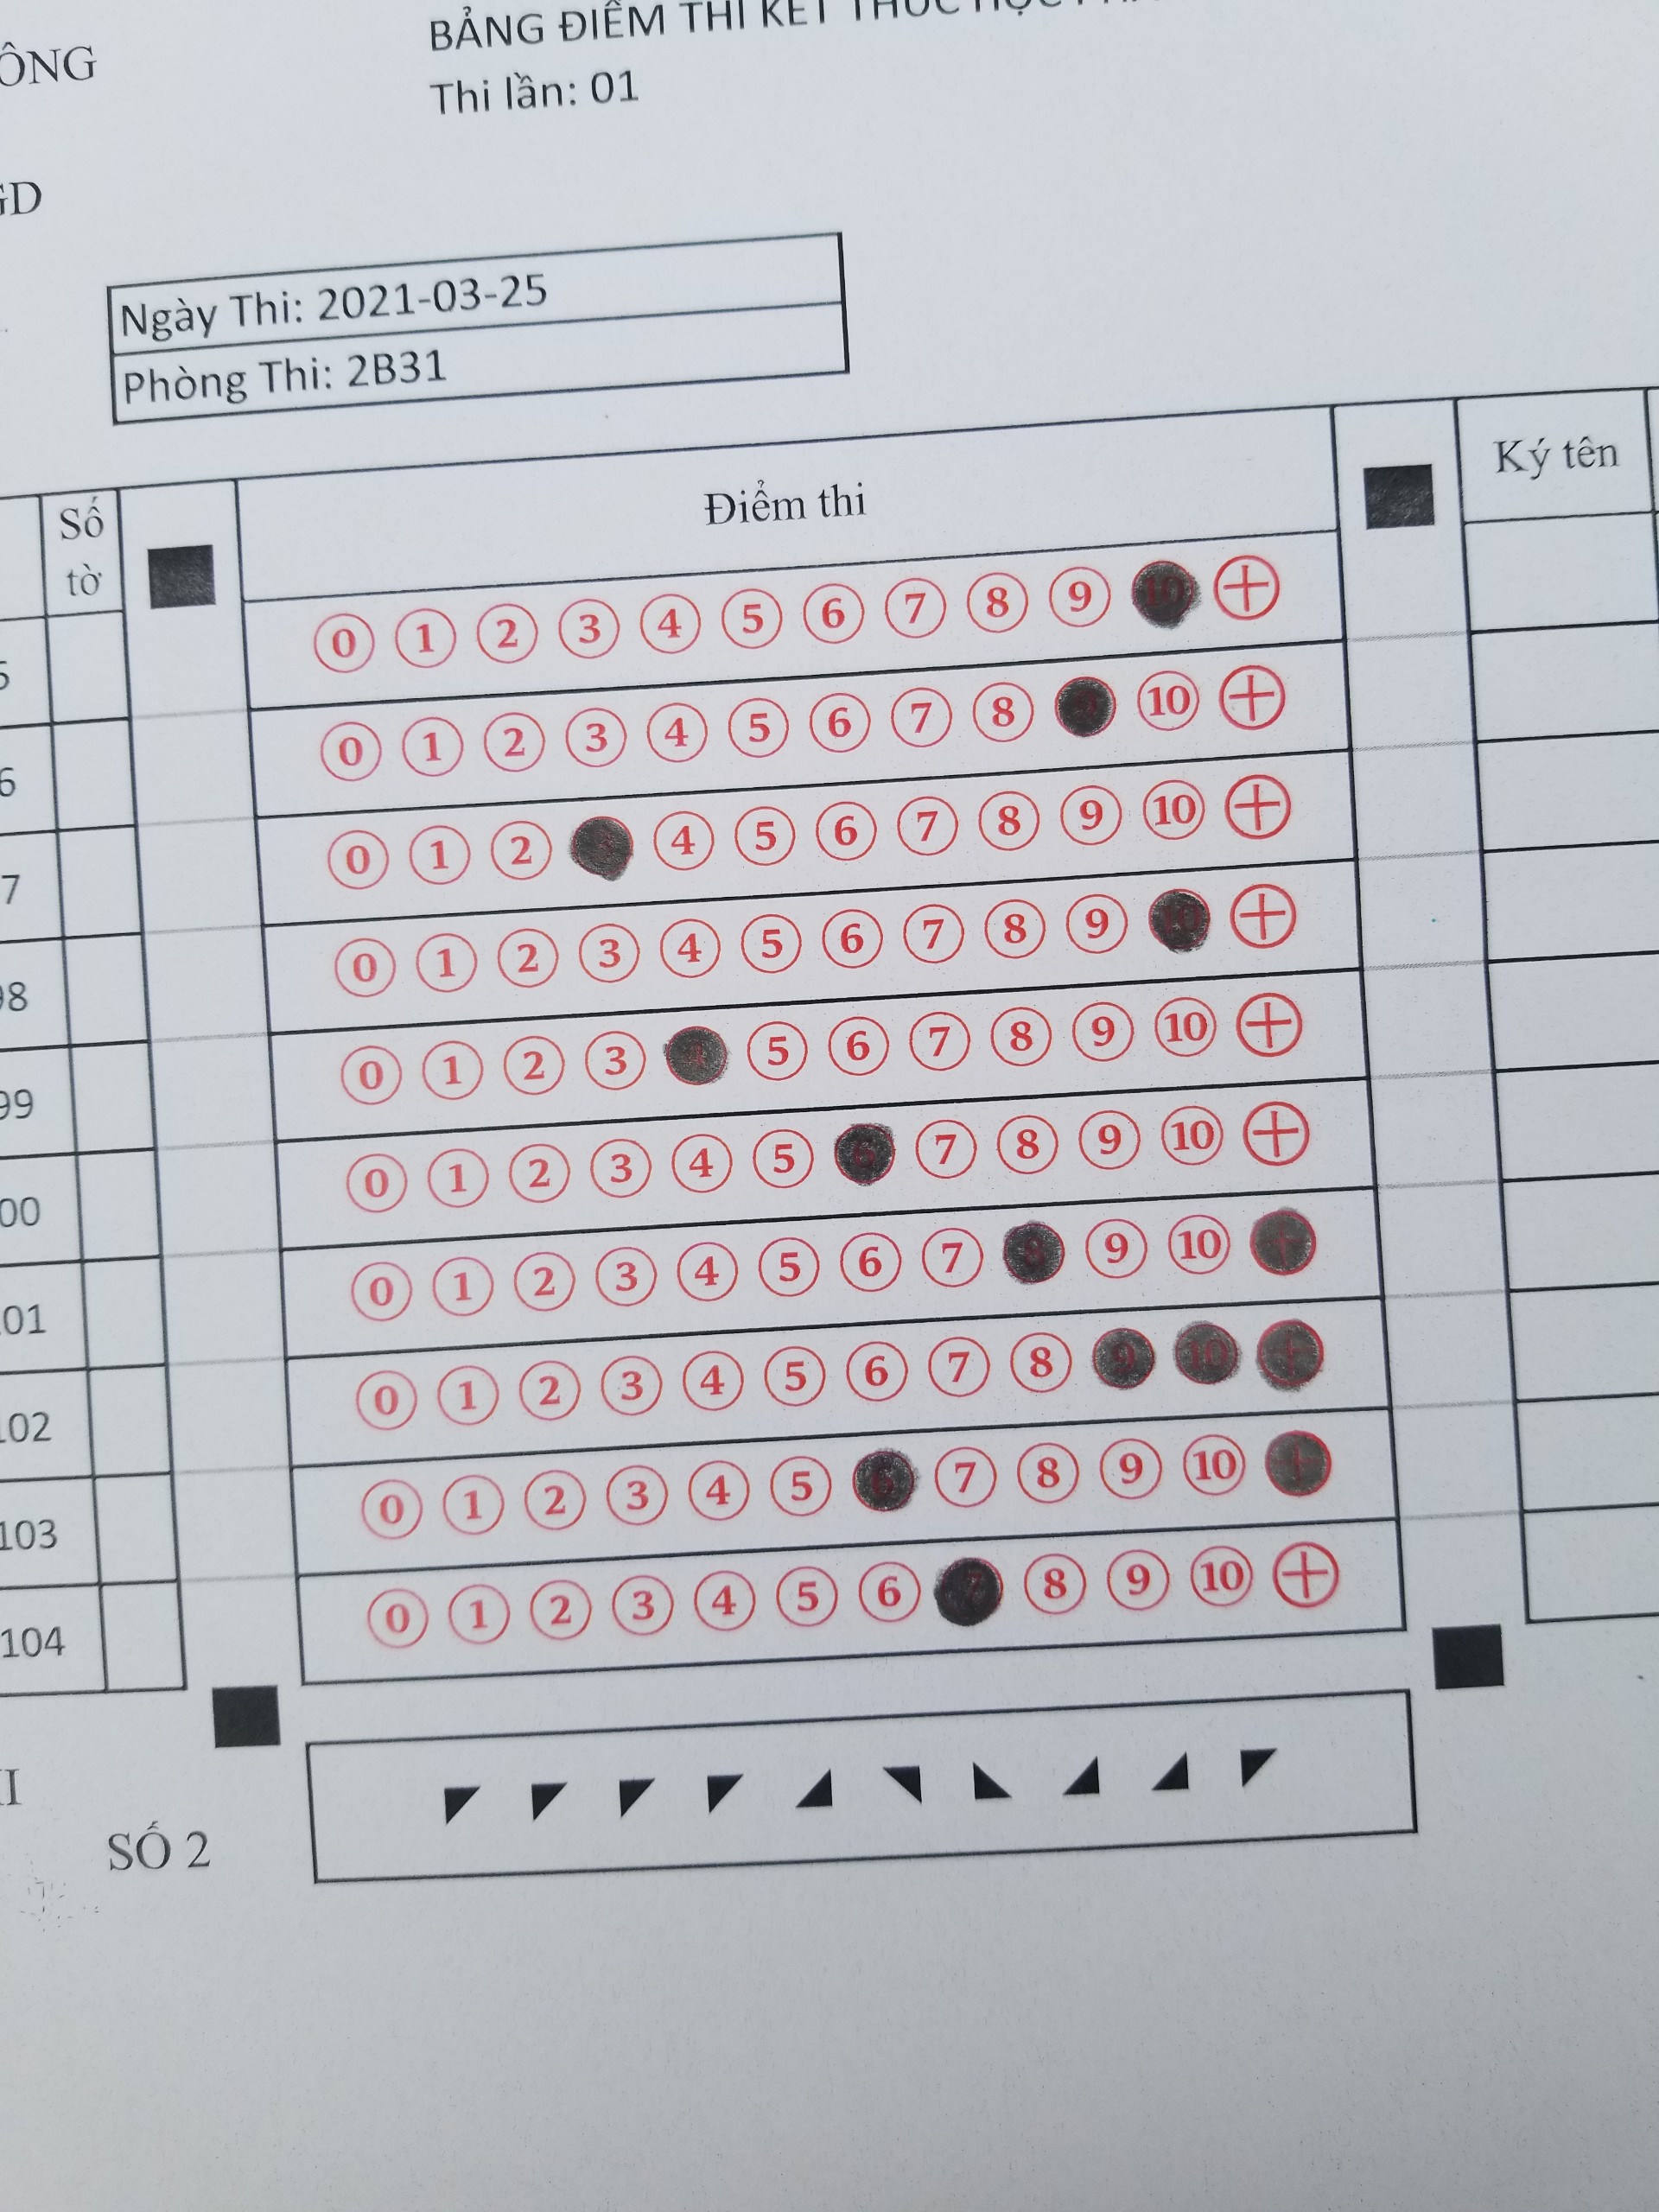 ÔNG
BẢNG ĐIỂM THI KẾT THÚC HỌC
Thi lần: 01
GD
Ngày Thi: 2021-03-25
Phòng Thi: 2B31
Số tờ Điểm thi Ký tên
5 0 1 2 3 4 5 6 7 8 9 10 +
6 0 1 2 3 4 5 6 7 8 9 10 +
7 0 1 2 3 4 5 6 7 8 9 10 +
98 0 1 2 3 4 5 6 7 8 9 10 +
99 0 1 2 3 4 5 6 7 8 9 10 +
00 0 1 2 3 4 5 6 7 8 9 10 +
101 0 1 2 3 4 5 6 7 8 9 10 +
102 0 1 2 3 4 5 6 7 8 9 10 +
103 0 1 2 3 4 5 6 7 8 9 10 +
104 0 1 2 3 4 5 6 7 8 9 10 +
SỐ 2